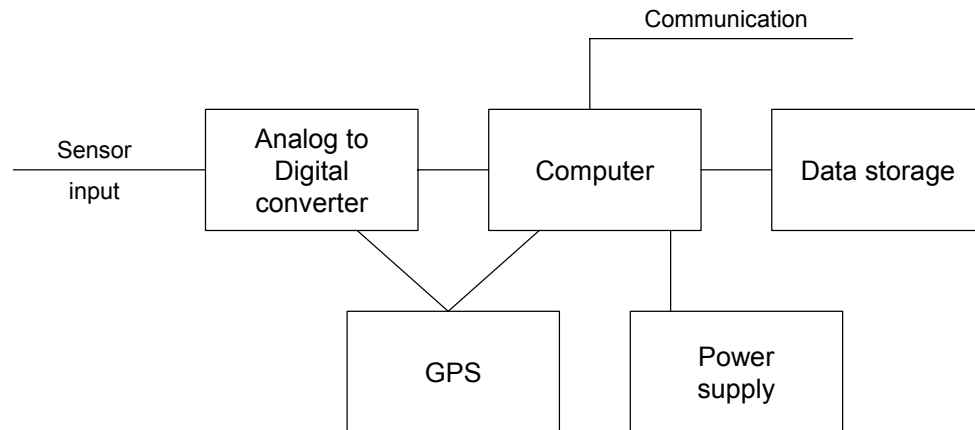 Communication
Sensor
input
Analog to
Digital
converter
Computer
Data storage
GPS
Power
supply